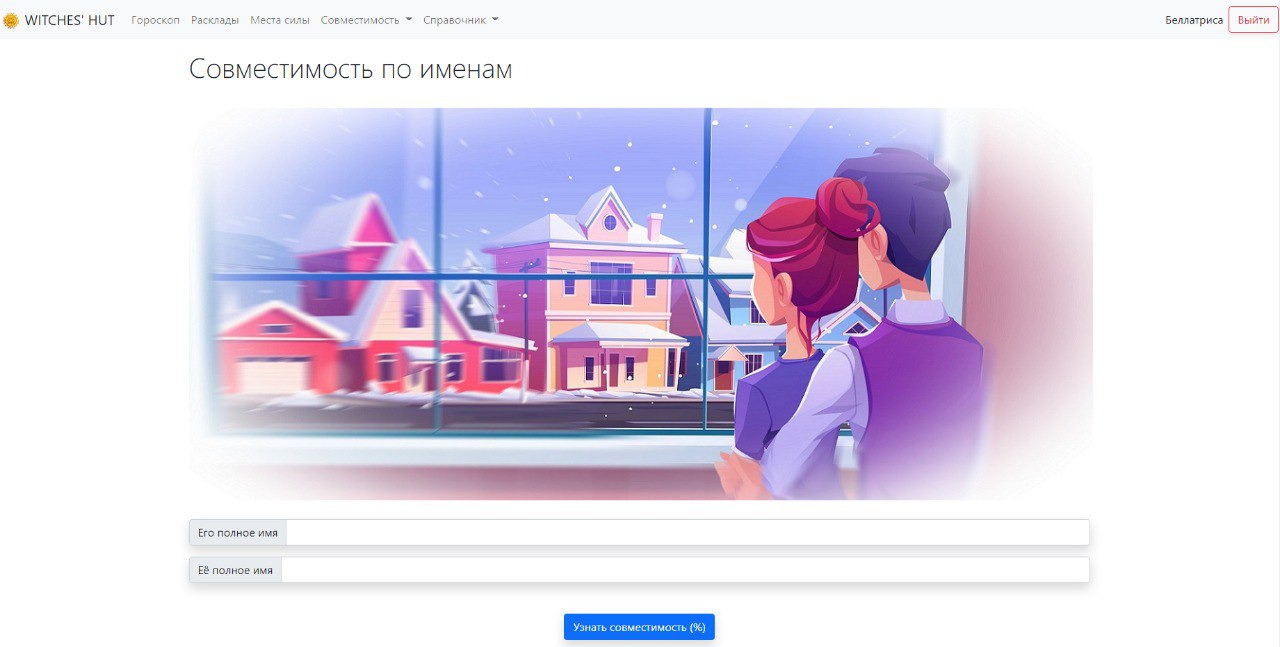 WITCHES' HUT Гороскоп Расклады Места силы Совместимость Справочник Беллатриса Выйти
Совместимость по именам
Его полное имя
Её полное имя
Узнать совместимость (%)